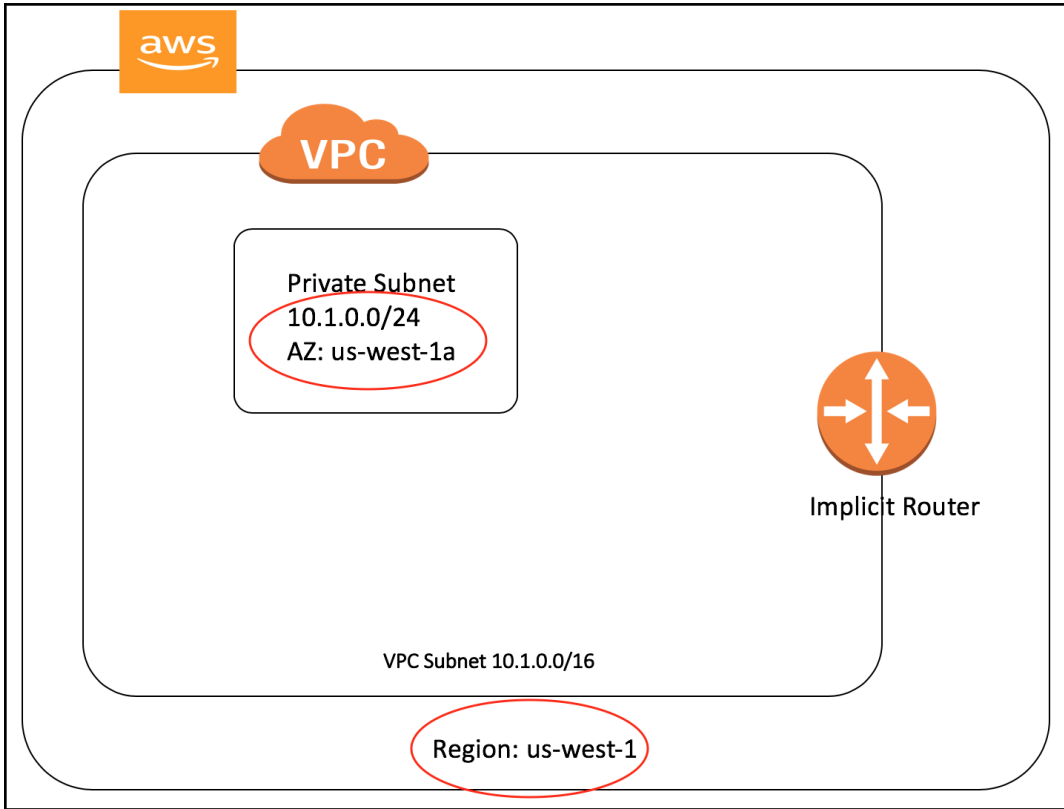 aws
VPC
Private Subnet
10.1.0.0/24
AZ: us-west-1a
Implicit Router
VPC Subnet 10.1.0.0/16
Region: us-west-1